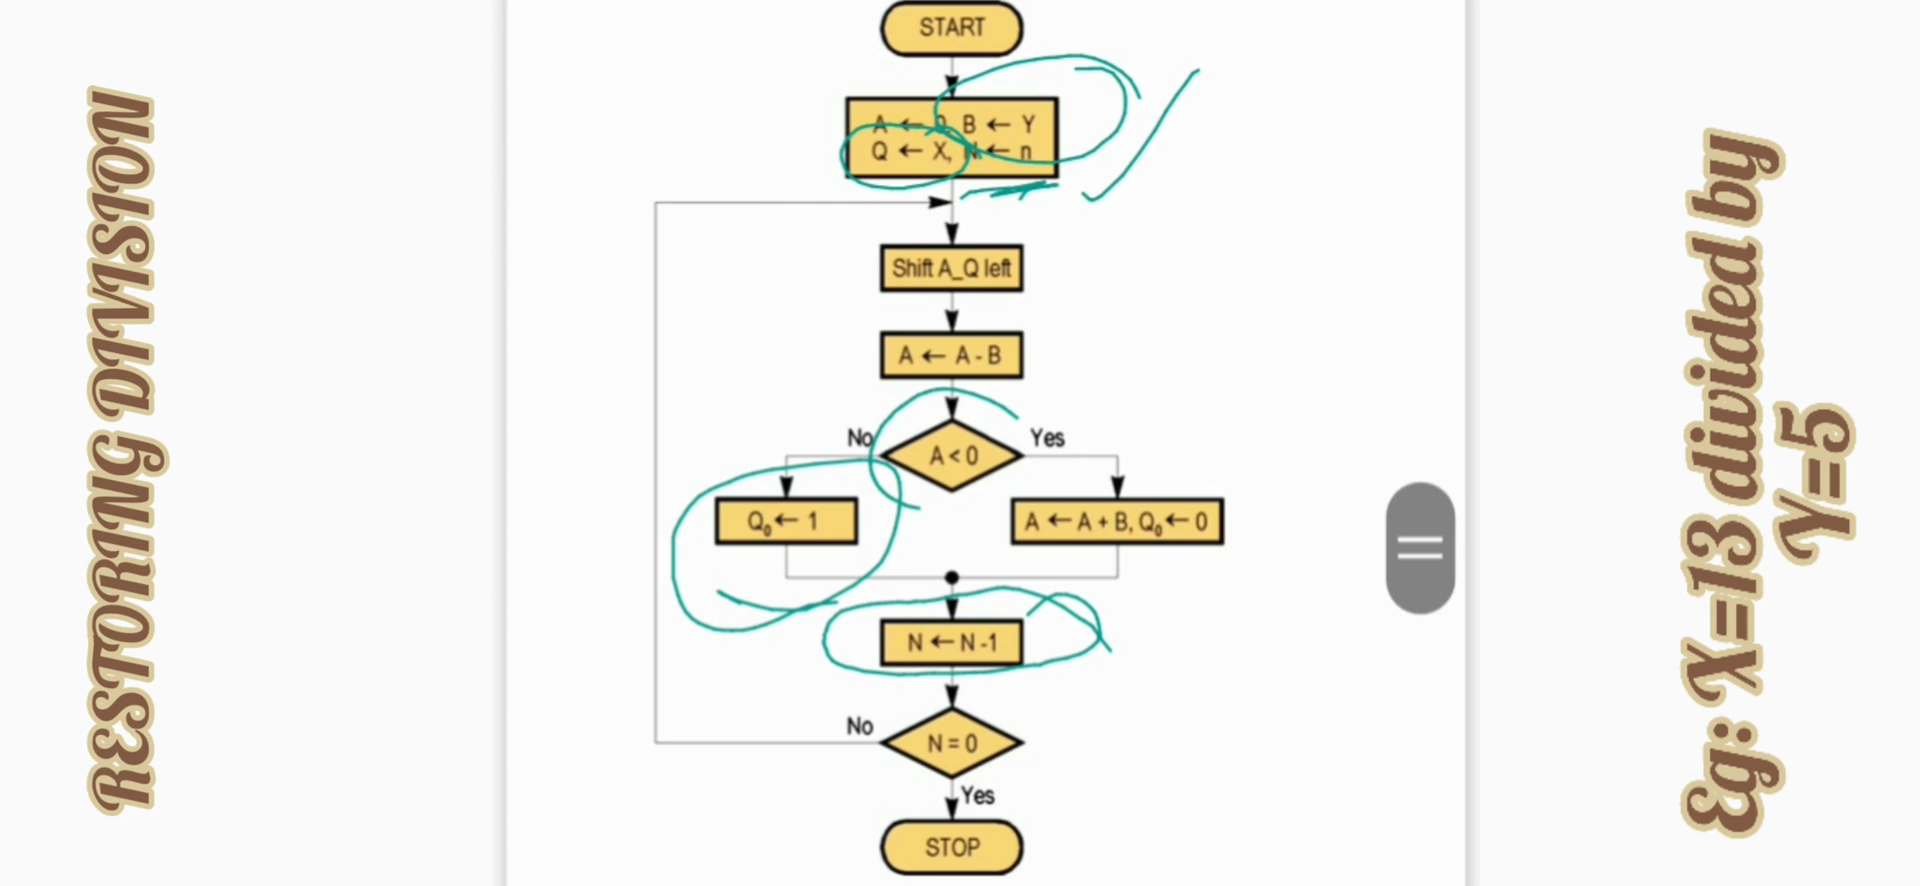 RESTORING DIVISION
START
A ← 0, B ← Y
Q ← X, N ← n
Shift A_Q left
A ← A - B
A < 0
No
Yes
Q0 ← 1
A ← A + B, Q0 ← 0
N ← N -1
N = 0
No
Yes
STOP
Eg: X=13 divided by
Y=5